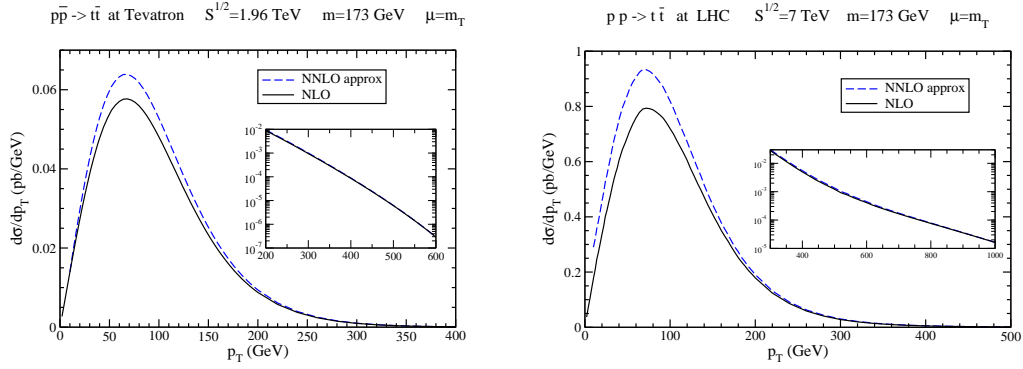 pp̅ -> tt̅ at Tevatron S^1/2=1.96 TeV m=173 GeV μ=m_T
NNLO approx
NLO
dσ/dp_T (pb/GeV)
0.06
0.04
0.02
0
10^-2
10^-3
10^-4
10^-5
10^-6
10^-7
200 300 400 500 600
0 50 100 150 200 250 300 350 400
p_T (GeV)
p p -> t t̅ at LHC S^1/2=7 TeV m=173 GeV μ=m_T
NNLO approx
NLO
dσ/dp_T (pb/GeV)
1
0.8
0.6
0.4
0.2
0
10^-2
10^-3
10^-4
10^-5
400 600 800 1000
0 100 200 300 400 500
p_T (GeV)